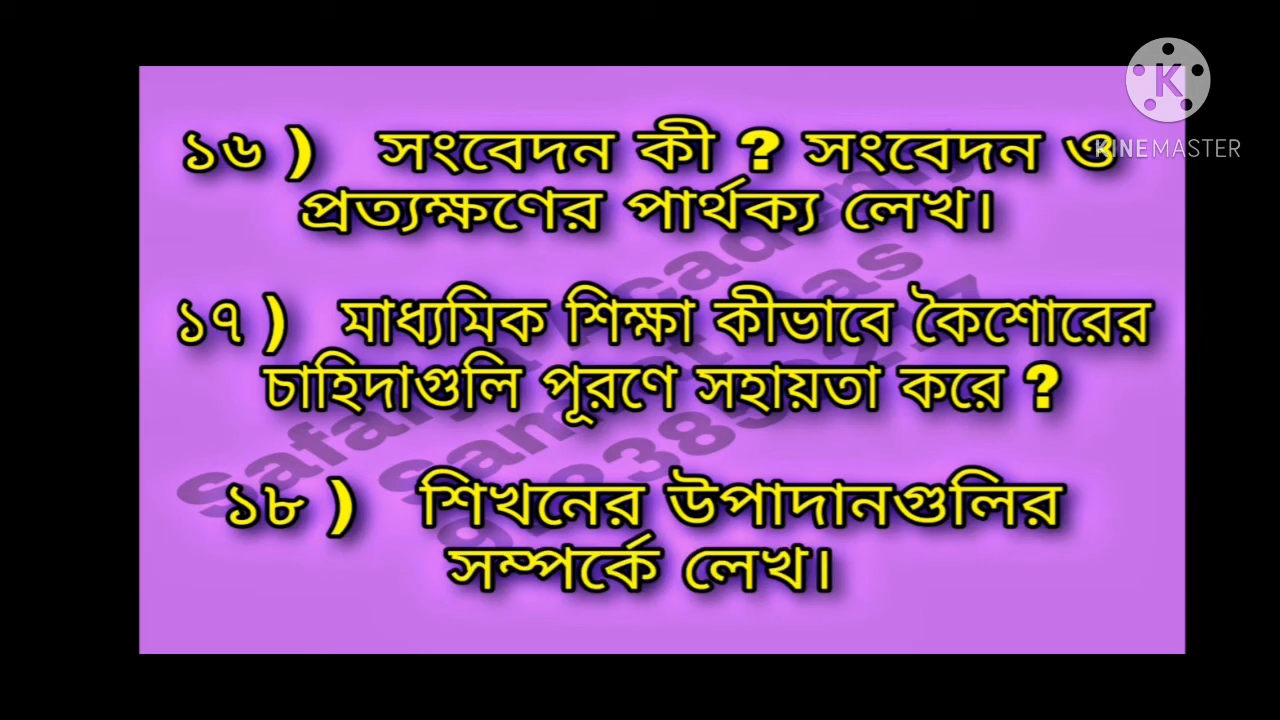 ১৬ ) সংবেদন কী ? সংবেদন ও
প্রত্যক্ষণের পার্থক্য লেখ।
১৭ ) মাধ্যমিক শিক্ষা কীভাবে কৈশোরের
চাহিদাগুলি পূরণে সহায়তা করে ?
১৮ ) শিখনের উপাদানগুলির
সম্পর্কে লেখ।
K
KINEMASTER